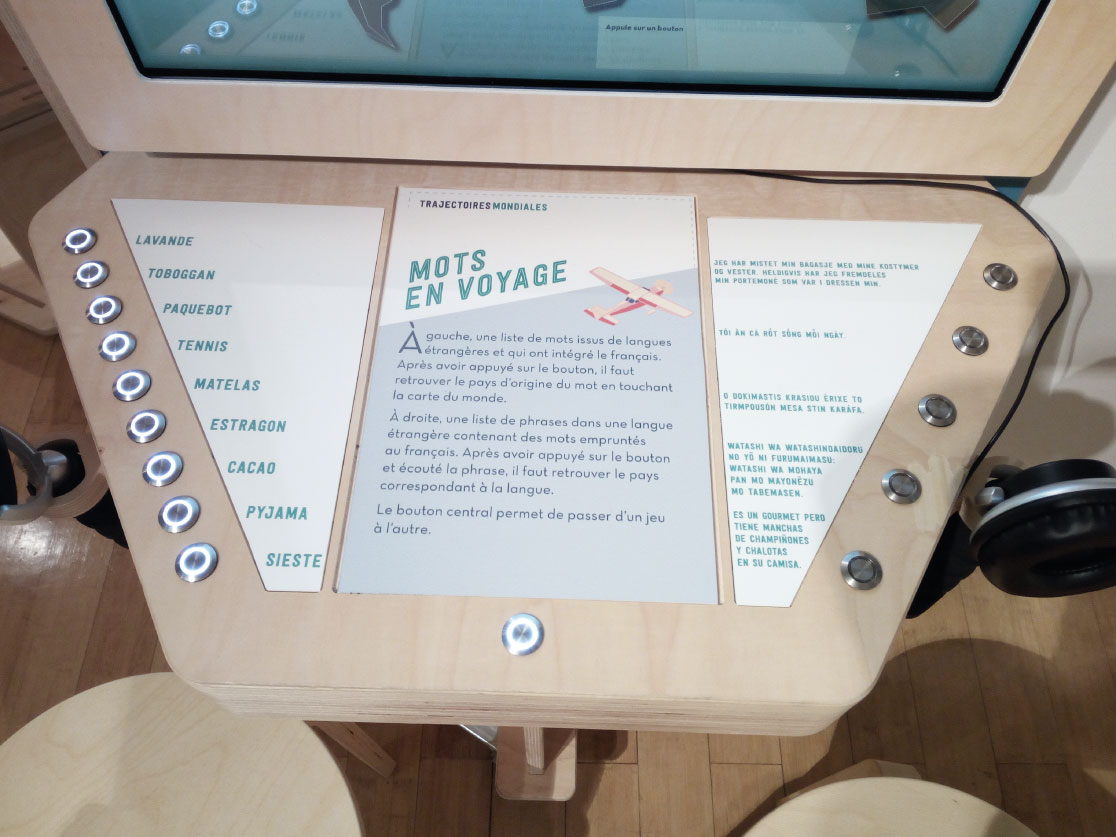 Appuie sur un bouton
TENNIS
LAVANDE
TOBOGGAN
PAQUEBOT
TENNIS
MATELAS
ESTRAGON
CACAO
PYJAMA
SIESTE
TRAJECTOIRES MONDIALES
MOTS
EN VOYAGE
À gauche, une liste de mots issus de langues
étrangères et qui ont intégré le français.
Après avoir appuyé sur le bouton, il faut
retrouver le pays d'origine du mot en touchant
la carte du monde.
À droite, une liste de phrases dans une langue
étrangère contenant des mots empruntés
au français. Après avoir appuyé sur le bouton
et écouté la phrase, il faut retrouver le pays
correspondant à la langue.
Le bouton central permet de passer d'un jeu
à l'autre.
JEG HAR MISTET MIN BAGASJE MED MINE KOSTYMER
OG VESTER. HELDIGVIS HAR JEG FREMDELES
MIN PORTEMONÉ SOM VAR I DRESSEN MIN.
TÔI ĂN CÀ RỐT SỐNG MỖI NGÀY.
O DOKIMASTIS KRASIOÚ ÉRIXE TO
TIRMPOUSÓN MESA STIN KARÁFA.
WATASHI WA WATASHINDAIDORU
NO YŌ NI FURUMAIMASU:
WATASHI WA MOHAYA
PAN MO MAYONĒZU
MO TABEMASEN.
ES UN GOURMET PERO
TIENE MANCHAS
DE CHAMPIÑONES
Y CHALOTAS
EN SU CAMISA.